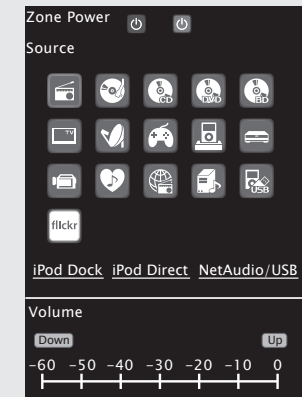 Zone Power
Source
CD DVD BD
TV USB
flickr
iPod Dock iPod Direct NetAudio/USB
Volume
Down Up
-60 -50 -40 -30 -20 -10 0